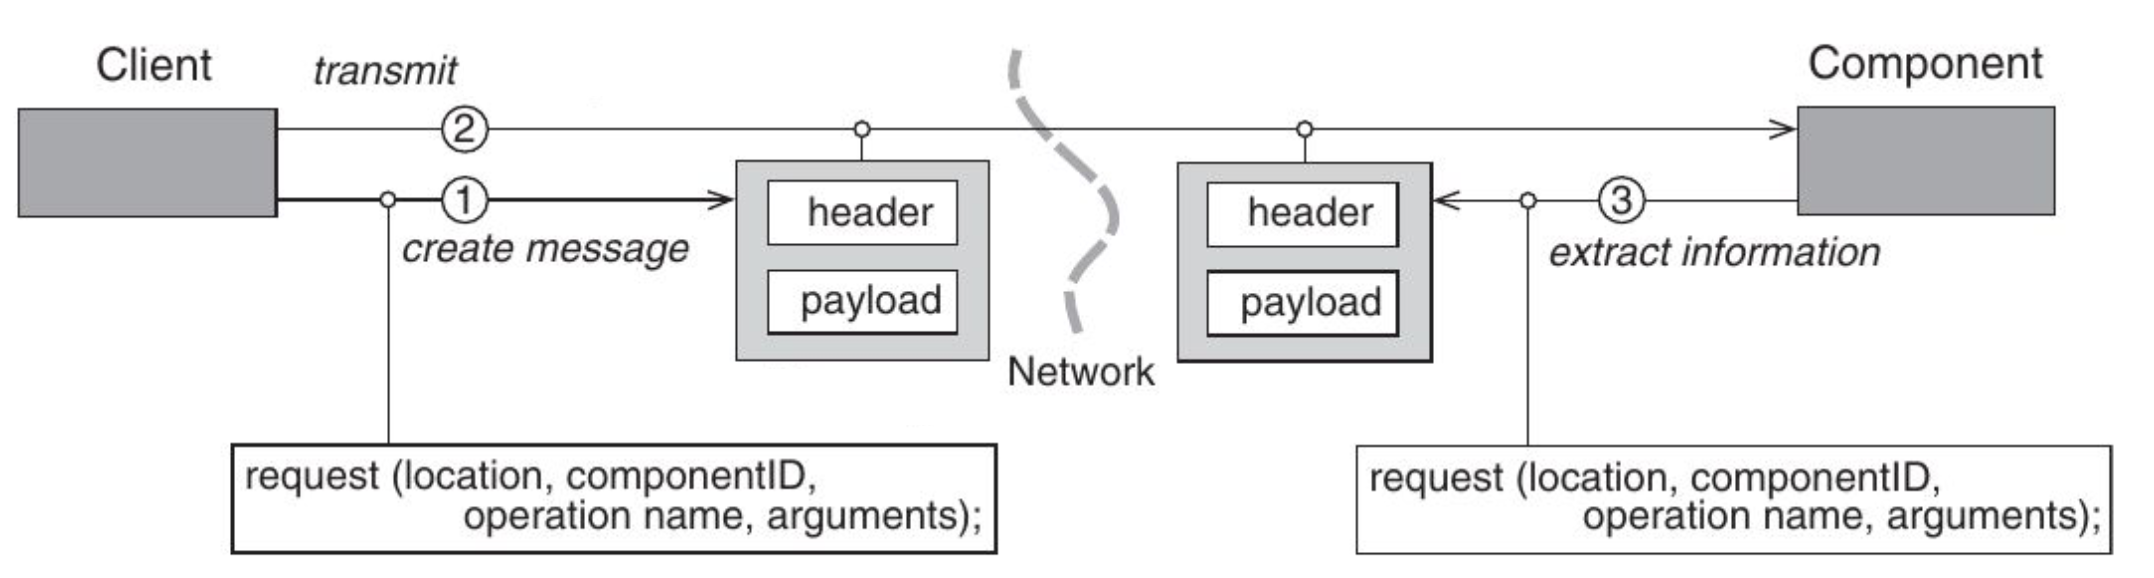 Client
transmit
Component
2
1
create message
header
payload
Network
header
payload
3
extract information
request (location, componentID,
operation name, arguments);
request (location, componentID,
operation name, arguments);